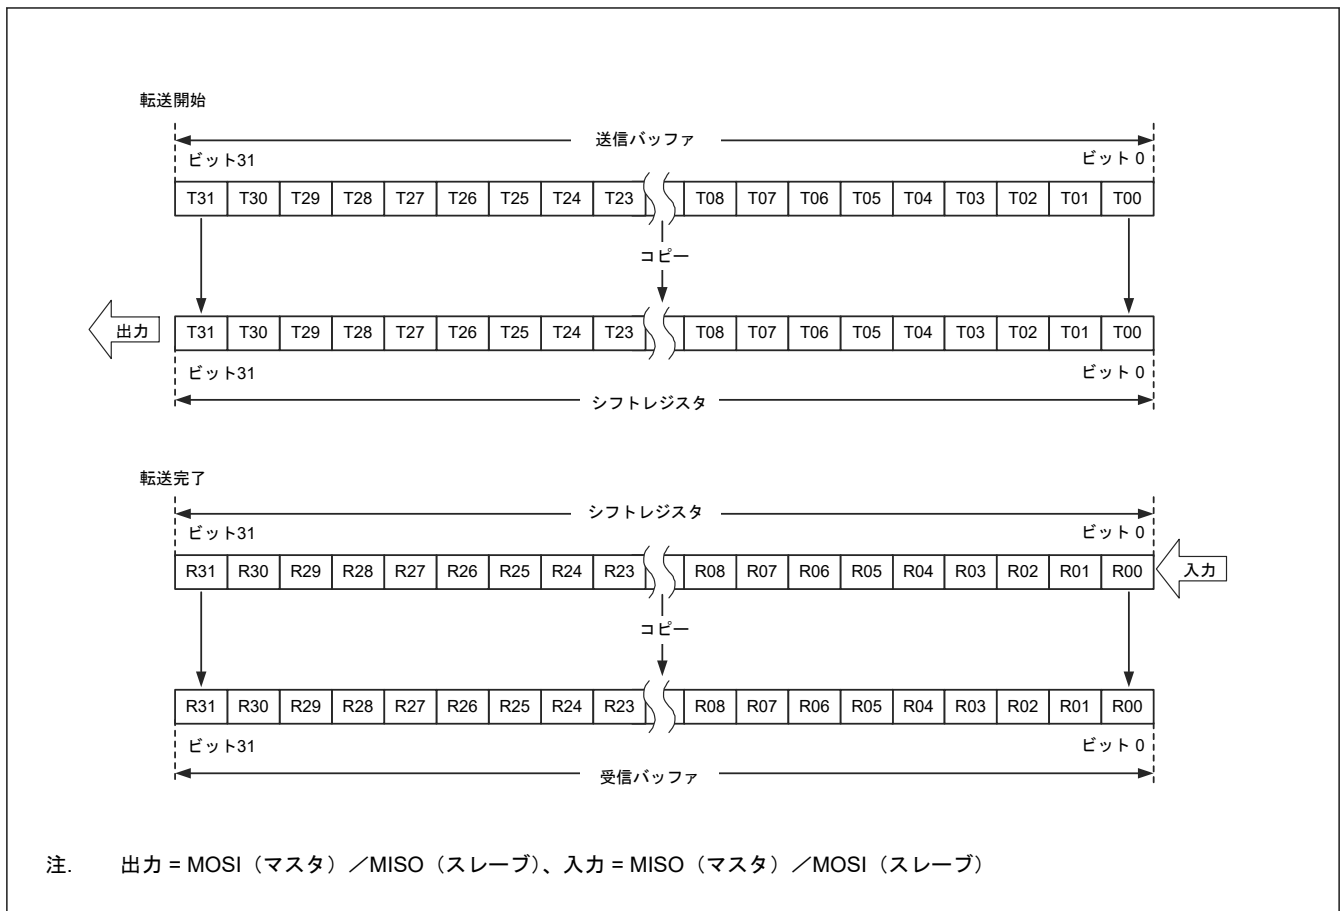 転送開始
送信バッファ
ビット31 ビット 0
T31 T30 T29 T28 T27 T26 T25 T24 T23 T08 T07 T06 T05 T04 T03 T02 T01 T00
コピー
出力 T31 T30 T29 T28 T27 T26 T25 T24 T23 T08 T07 T06 T05 T04 T03 T02 T01 T00
ビット31 ビット 0
シフトレジスタ
転送完了
シフトレジスタ
ビット31 ビット 0
R31 R30 R29 R28 R27 R26 R25 R24 R23 R08 R07 R06 R05 R04 R03 R02 R01 R00 入力
コピー
R31 R30 R29 R28 R27 R26 R25 R24 R23 R08 R07 R06 R05 R04 R03 R02 R01 R00
ビット31 ビット 0
受信バッファ
注. 出力 = MOSI（マスタ）／MISO（スレーブ）、入力 = MISO（マスタ）／MOSI（スレーブ）